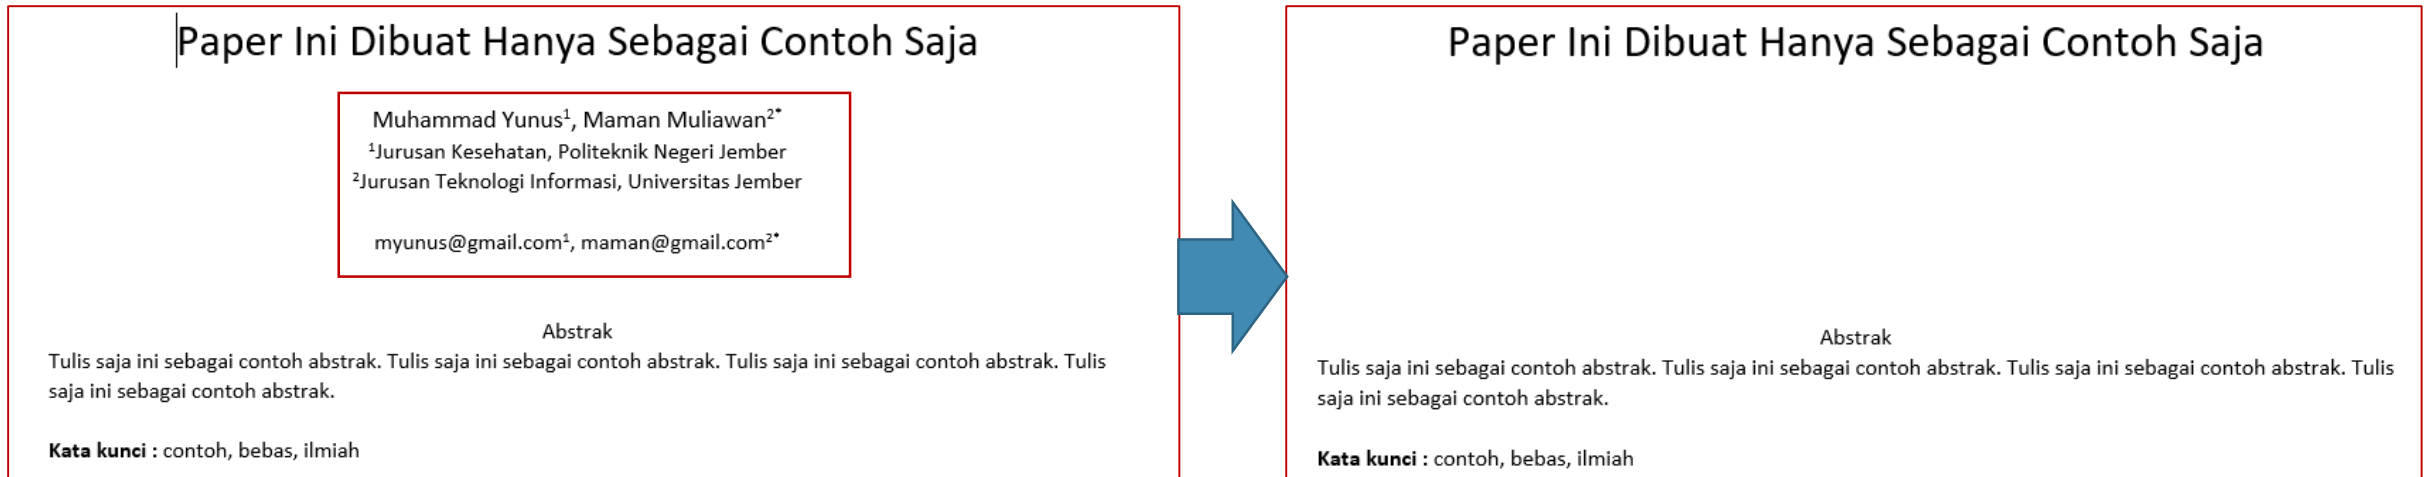 Paper Ini Dibuat Hanya Sebagai Contoh Saja
Muhammad Yunus¹, Maman Muliawan²*
¹Jurusan Kesehatan, Politeknik Negeri Jember
²Jurusan Teknologi Informasi, Universitas Jember
myunus@gmail.com¹, maman@gmail.com²*
Abstrak
Tulis saja ini sebagai contoh abstrak. Tulis saja ini sebagai contoh abstrak. Tulis saja ini sebagai contoh abstrak. Tulis
saja ini sebagai contoh abstrak.
Kata kunci : contoh, bebas, ilmiah
Paper Ini Dibuat Hanya Sebagai Contoh Saja
Abstrak
Tulis saja ini sebagai contoh abstrak. Tulis saja ini sebagai contoh abstrak. Tulis saja ini sebagai contoh abstrak. Tulis
saja ini sebagai contoh abstrak.
Kata kunci : contoh, bebas, ilmiah